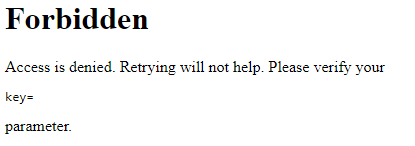 Forbidden
Access is denied. Retrying will not help. Please verify your
key=
parameter.